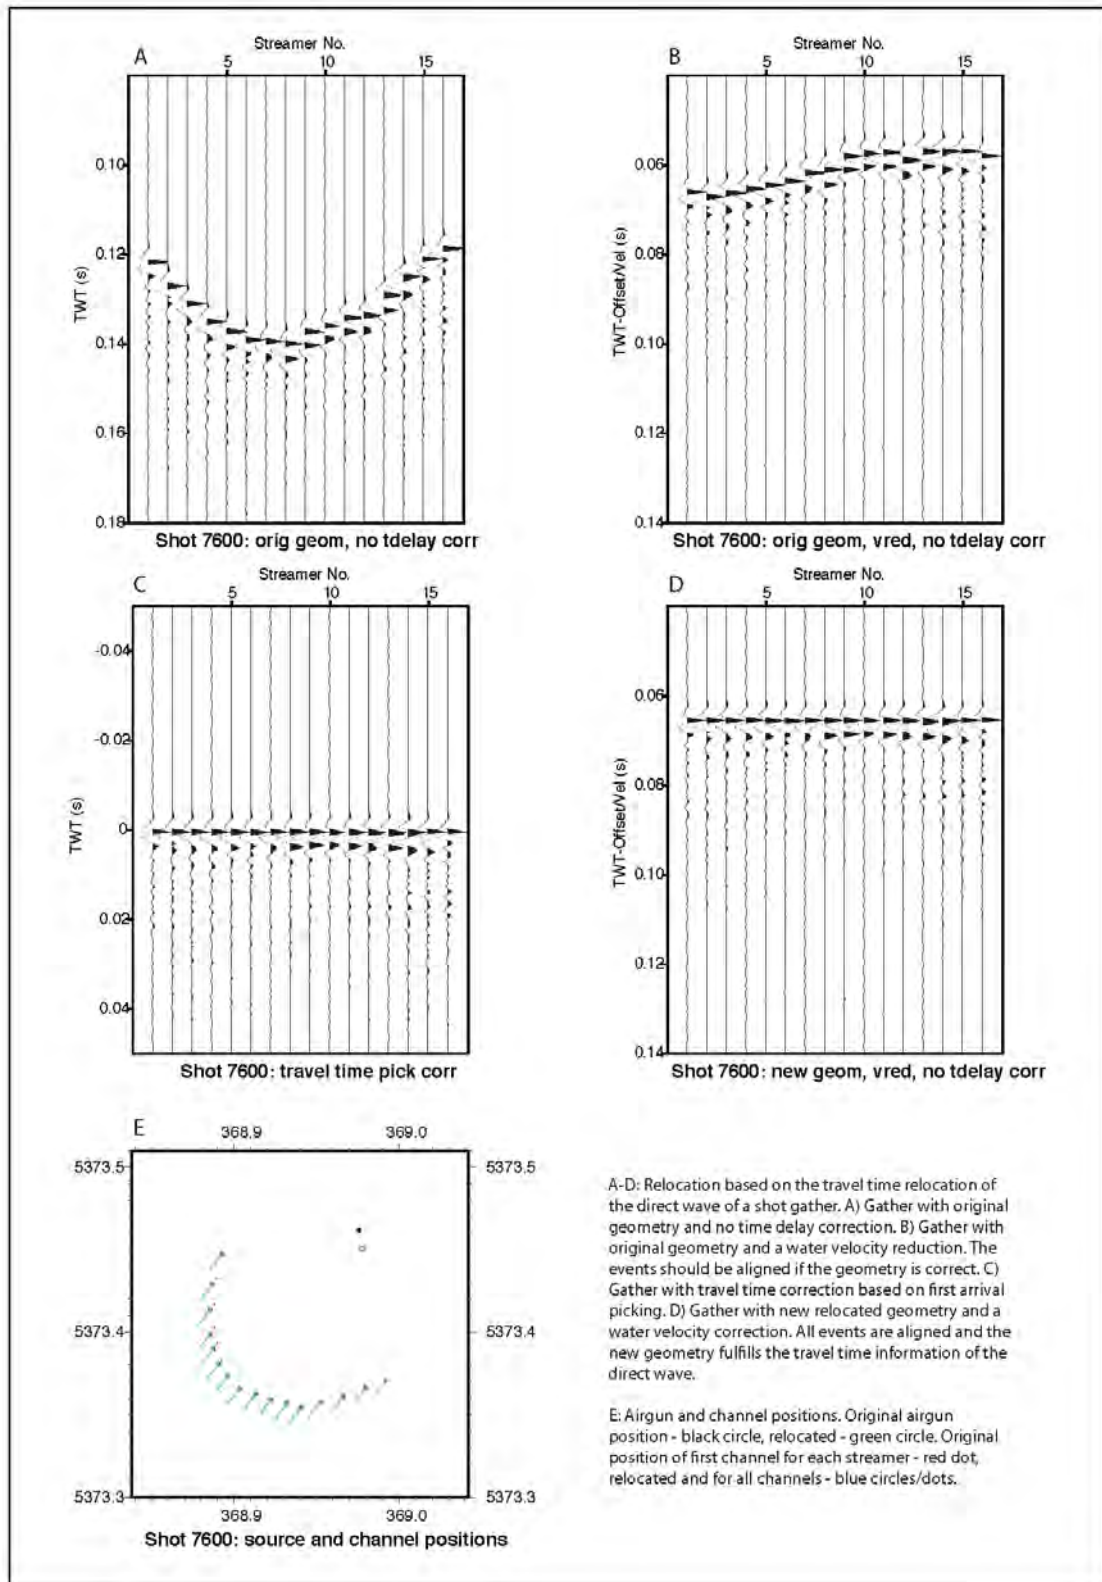 A
Streamer No.
5 10 15
0.10
0.12
0.14
0.16
0.18
TWT (s)
Shot 7600: orig geom, no tdelay corr
B
Streamer No.
5 10 15
0.06
0.08
0.10
0.12
0.14
TWT-Offset/Vel (s)
Shot 7600: orig geom, vred, no tdelay corr
C
Streamer No.
5 10 15
-0.04
-0.02
0
0.02
0.04
TWT (s)
Shot 7600: travel time pick corr
D
Streamer No.
5 10 15
0.06
0.08
0.10
0.12
0.14
TWT-Offset/Vel (s)
Shot 7600: new geom, vred, no tdelay corr
E
368.9 369.0
5373.5 5373.5
5373.4 5373.4
5373.3 5373.3
368.9 369.0
Shot 7600: source and channel positions
A-D: Relocation based on the travel time relocation of
the direct wave of a shot gather. A) Gather with original
geometry and no time delay correction. B) Gather with
original geometry and a water velocity reduction. The
events should be aligned if the geometry is correct. C)
Gather with travel time correction based on first arrival
picking. D) Gather with new relocated geometry and a
water velocity correction. All events are aligned and the
new geometry fulfills the travel time information of the
direct wave.
E: Airgun and channel positions. Original airgun
position - black circle, relocated - green circle. Original
position of first channel for each streamer - red dot,
relocated and for all channels - blue circles/dots.